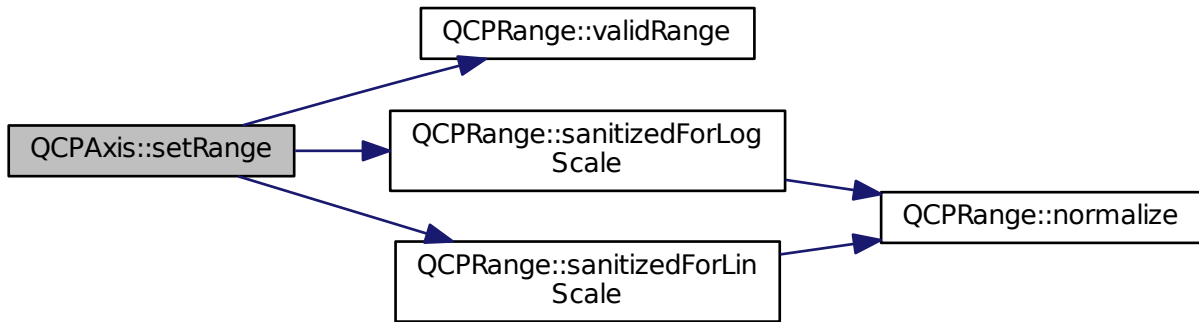 QCPRange::validRange
QCPAxis::setRange
QCPRange::sanitizedForLog
Scale
QCPRange::normalize
QCPRange::sanitizedForLin
Scale